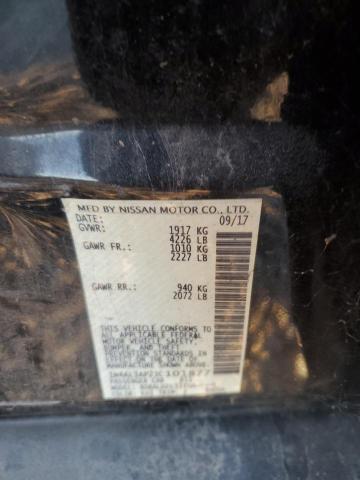 MFD BY NISSAN MOTOR CO., LTD.
DATE: 09/17
GVWR: 1917 KG
4226 LB
GAWR FR.: 1010 KG
2227 LB
GAWR RR.: 940 KG
2072 LB
THIS VEHICLE CONFORMS TO
ALL APPLICABLE FEDERAL
MOTOR VEHICLE SAFETY,
BUMPER, AND THEFT
PREVENTION STANDARDS IN
EFFECT ON THE DATE OF
MANUFACTURE SHOWN ABOVE.
PASSENGER CAR